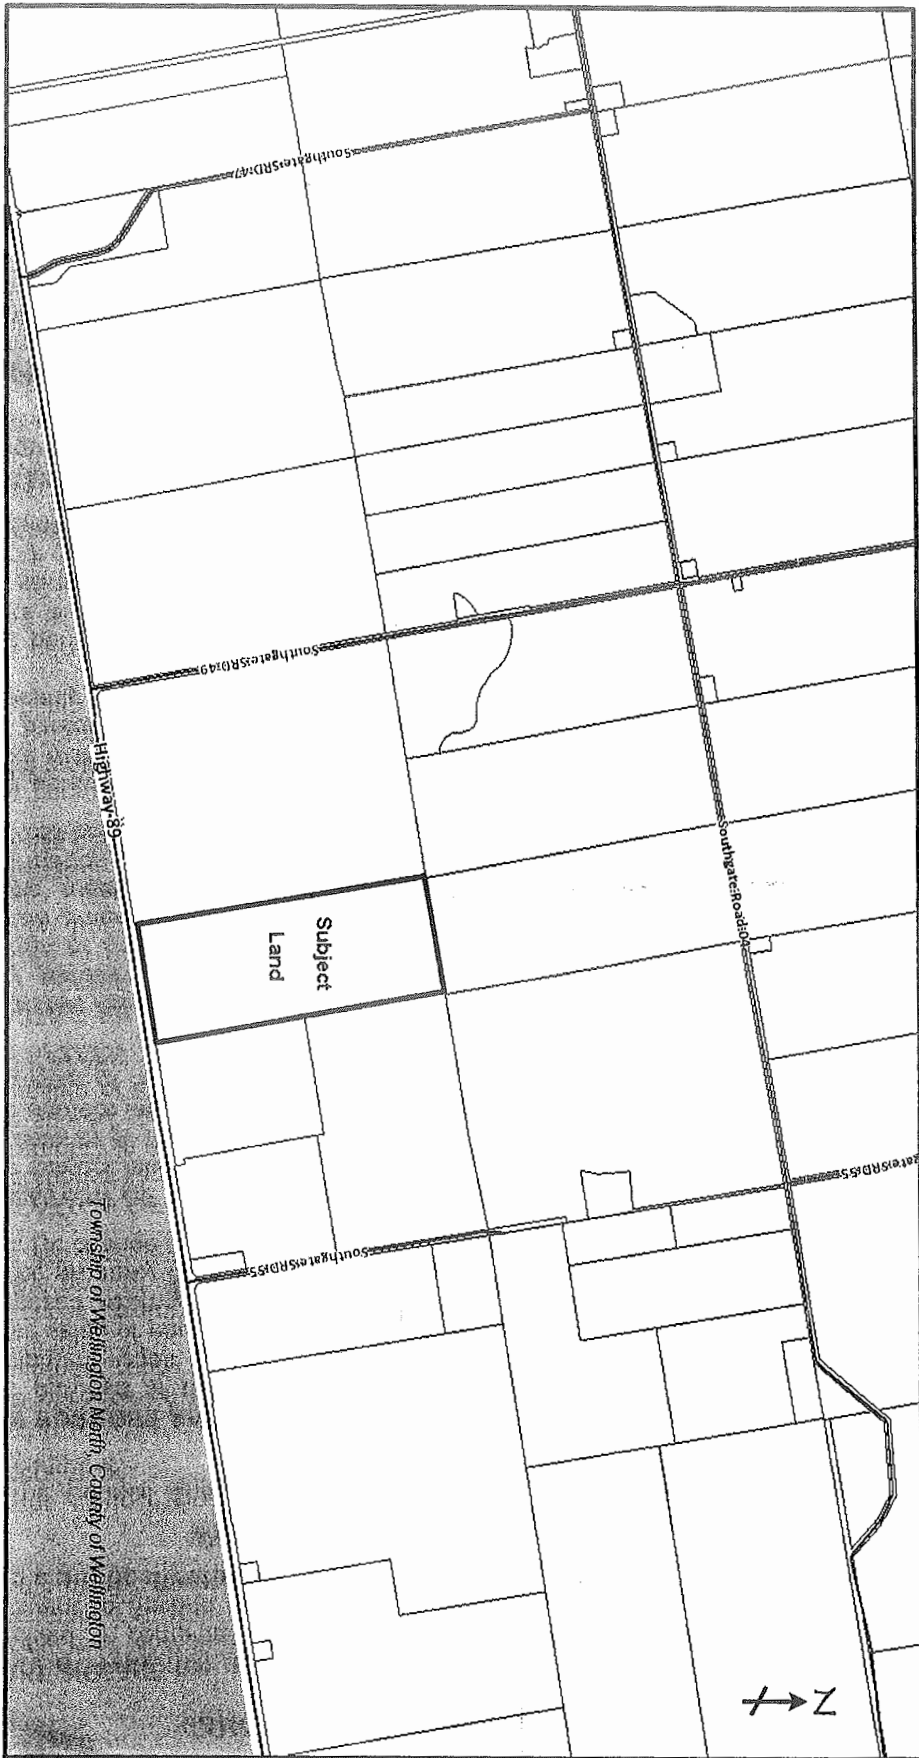 Southgate SRD 47
Southgate SRD 49
Southgate Road 04
Highway 89
Subject
Land
gate SRD 55
Southgate SRD 55
Township of Wellington North, County of Wellington
Z